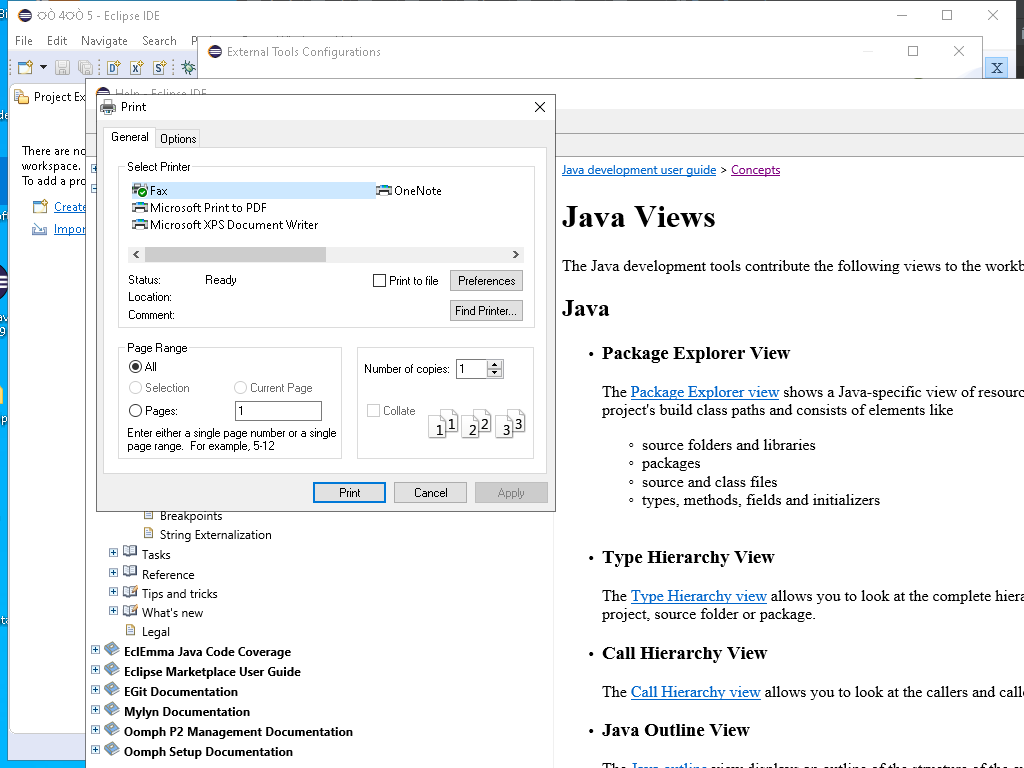 File Edit Navigate Search
External Tools Configurations
Project Ex
There are no
workspace.
To add a pro
Create
Impor
Print
General
Options
Select Printer
Fax
OneNote
Microsoft Print to PDF
Microsoft XPS Document Writer
Status: Ready
Print to file
Preferences
Location:
Comment:
Find Printer...
Page Range
All
Selection
Current Page
Pages:
1
Enter either a single page number or a single
page range. For example, 5-12
Number of copies: 1
Collate
1 1 2 2 3 3
Print
Cancel
Apply
Breakpoints
String Externalization
Tasks
Reference
Tips and tricks
What's new
Legal
EclEmma Java Code Coverage
Eclipse Marketplace User Guide
EGit Documentation
Mylyn Documentation
Oomph P2 Management Documentation
Oomph Setup Documentation
Java development user guide > Concepts
Java Views
The Java development tools contribute the following views to the workb
Java
• Package Explorer View
The Package Explorer view shows a Java-specific view of resourc
project's build class paths and consists of elements like
◦ source folders and libraries
◦ packages
◦ source and class files
◦ types, methods, fields and initializers
• Type Hierarchy View
The Type Hierarchy view allows you to look at the complete hiera
project, source folder or package.
• Call Hierarchy View
The Call Hierarchy view allows you to look at the callers and calle
• Java Outline View